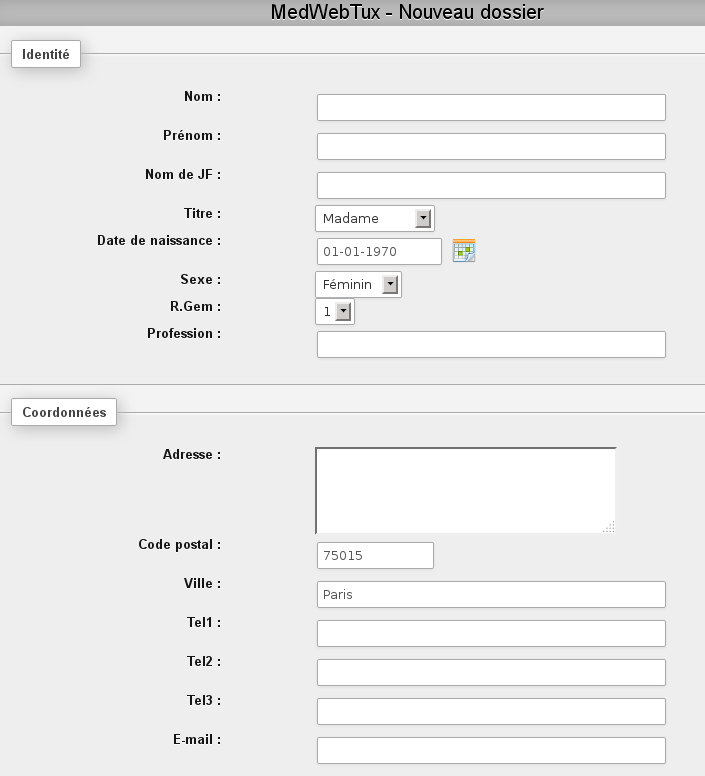 MedWebTux - Nouveau dossier
Identité
Nom :
Prénom :
Nom de JF :
Titre : Madame
Date de naissance : 01-01-1970
Sexe : Féminin
R.Gem : 1
Profession :
Coordonnées
Adresse :
Code postal : 75015
Ville : Paris
Tel1 :
Tel2 :
Tel3 :
E-mail :